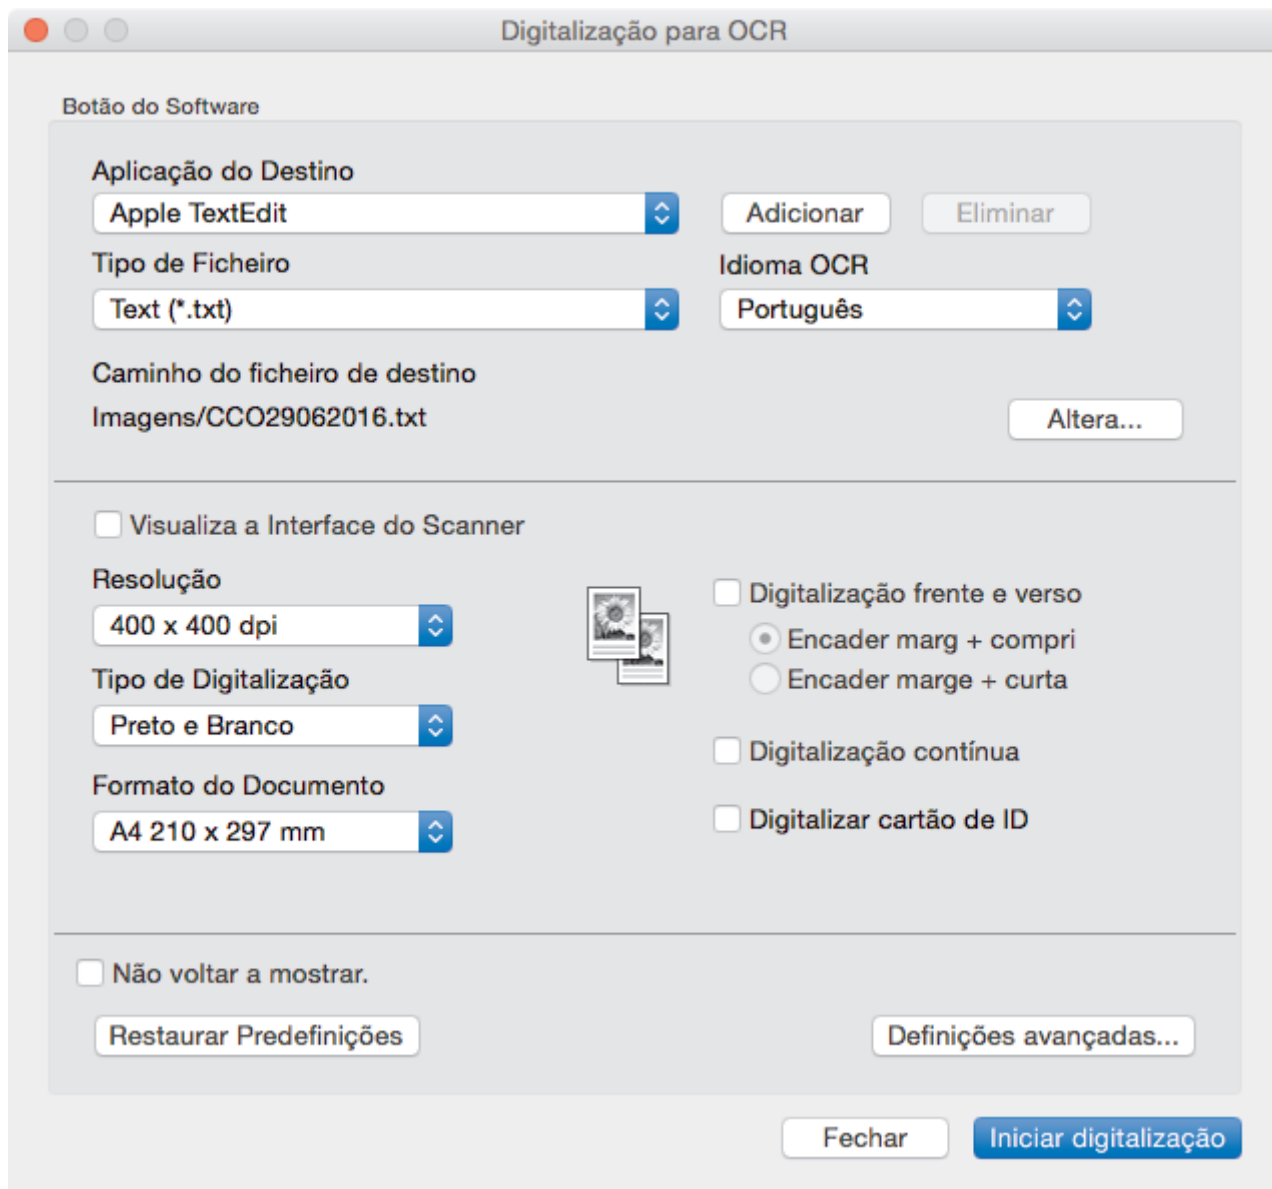 Digitalização para OCR
Botão do Software
Aplicação do Destino
Apple TextEdit
Adicionar
Eliminar
Tipo de Ficheiro
Idioma OCR
Text (*.txt)
Português
Caminho do ficheiro de destino
Imagens/CCO29062016.txt
Altera...
Visualiza a Interface do Scanner
Resolução
400 x 400 dpi
Tipo de Digitalização
Preto e Branco
Formato do Documento
A4 210 x 297 mm
Digitalização frente e verso
Encader marg + compri
Encader marge + curta
Digitalização contínua
Digitalizar cartão de ID
Não voltar a mostrar.
Restaurar Predefinições
Definições avançadas...
Fechar
Iniciar digitalização